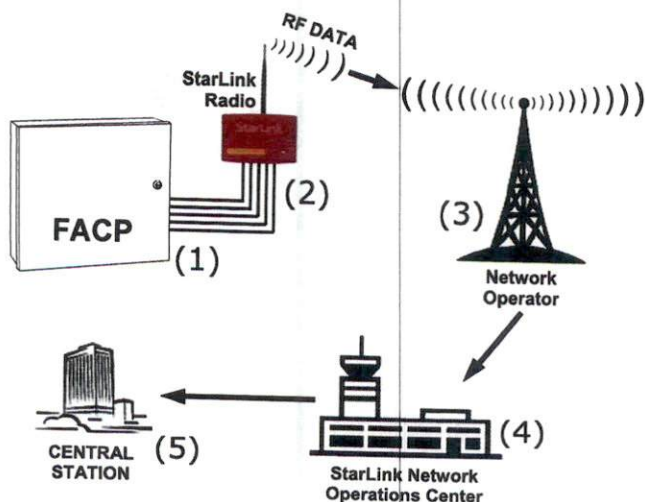 RF DATA
StarLink
Radio
StarLink
FACP
(1)
(2)
(3)
Network
Operator
(4)
StarLink Network
Operations Center
(5)
CENTRAL
STATION